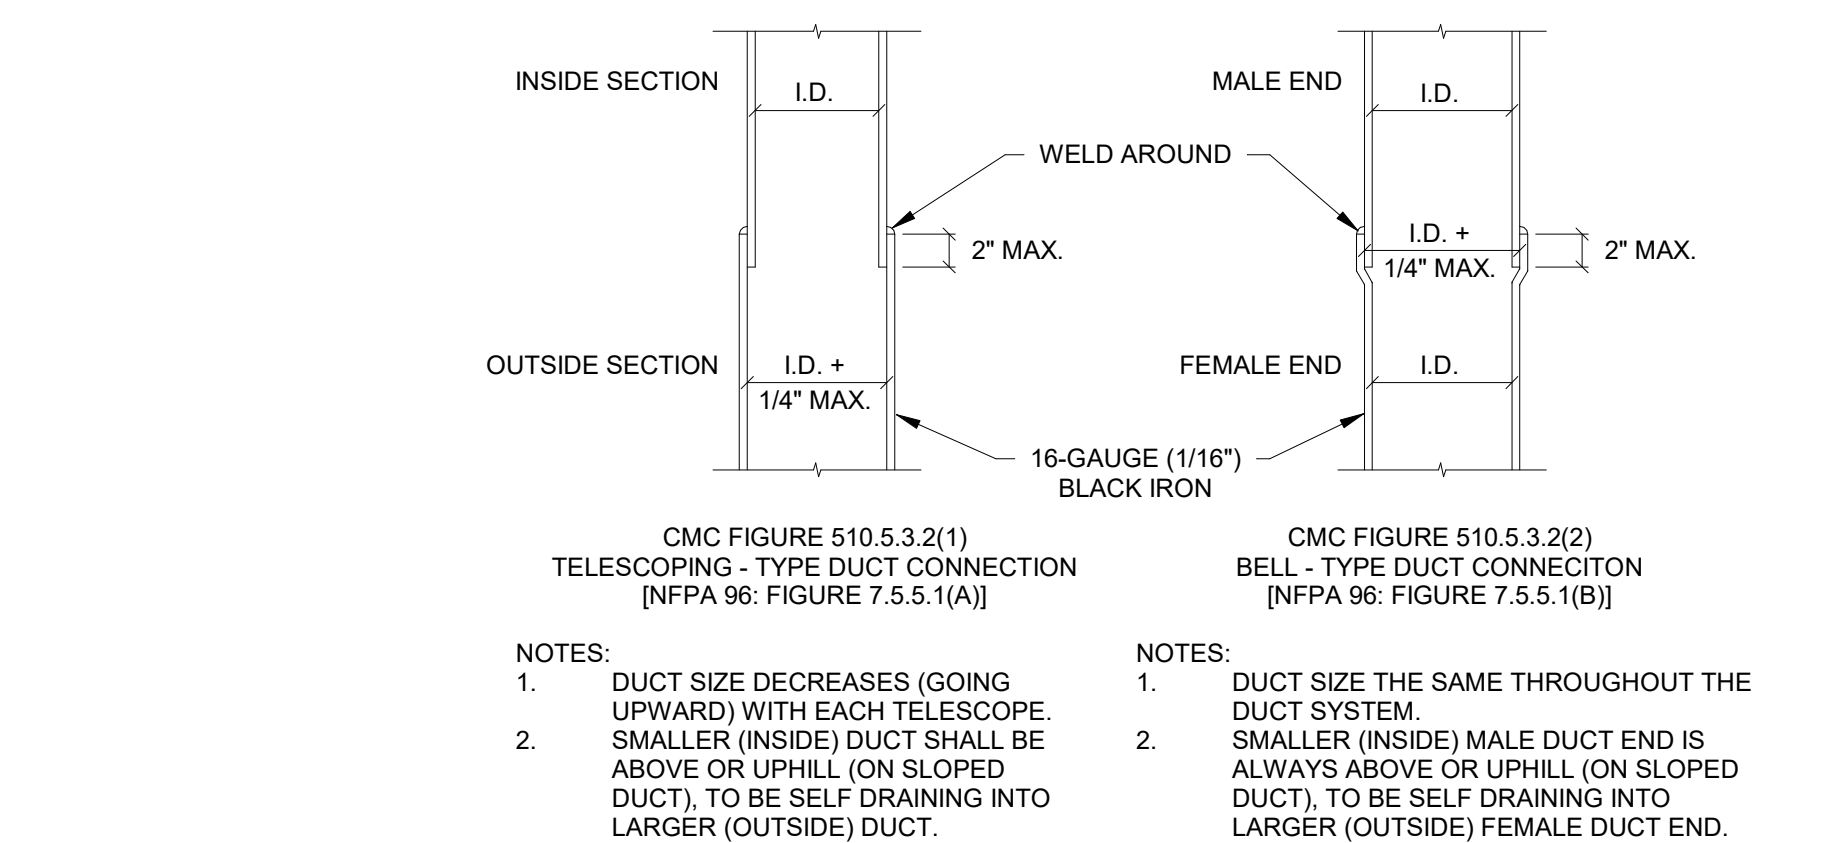 INSIDE SECTION
I.D.
MALE END
I.D.
WELD AROUND
2" MAX.
I.D. +
1/4" MAX.
2" MAX.
OUTSIDE SECTION
I.D. +
1/4" MAX.
FEMALE END
I.D.
16-GAUGE (1/16")
BLACK IRON
CMC FIGURE 510.5.3.2(1)
TELESCOPING - TYPE DUCT CONNECTION
[NFPA 96: FIGURE 7.5.5.1(A)]
NOTES:
1. DUCT SIZE DECREASES (GOING
UPWARD) WITH EACH TELESCOPE.
2. SMALLER (INSIDE) DUCT SHALL BE
ABOVE OR UPHILL (ON SLOPED
DUCT), TO BE SELF DRAINING INTO
LARGER (OUTSIDE) DUCT.
CMC FIGURE 510.5.3.2(2)
BELL - TYPE DUCT CONNECITON
[NFPA 96: FIGURE 7.5.5.1(B)]
NOTES:
1. DUCT SIZE THE SAME THROUGHOUT THE
DUCT SYSTEM.
2. SMALLER (INSIDE) MALE DUCT END IS
ALWAYS ABOVE OR UPHILL (ON SLOPED
DUCT), TO BE SELF DRAINING INTO
LARGER (OUTSIDE) FEMALE DUCT END.